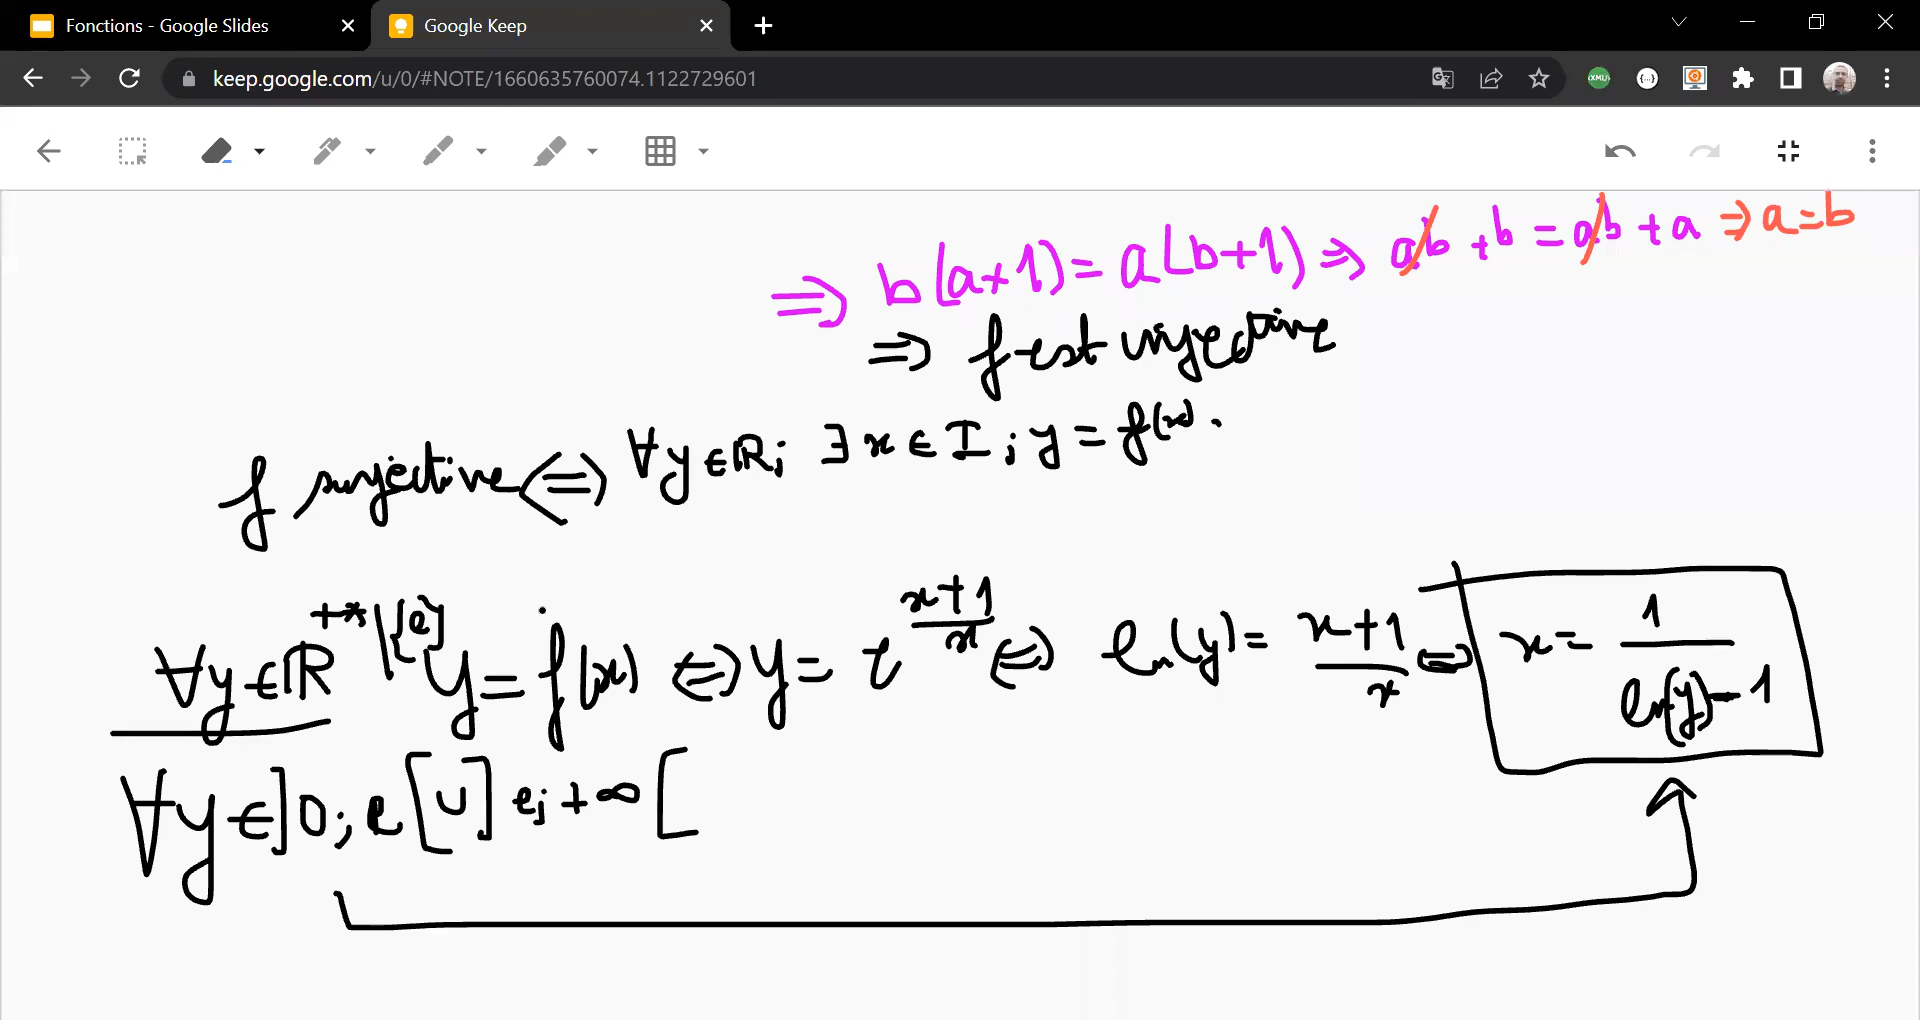 Fonctions - Google Slides
Google Keep
keep.google.com/u/0/#NOTE/1660635760074.1122729601
⇒ b(a+1) = a(b+1) ⇒ ab + b = ab + a ⇒ a=b
⇒ f est injective
f surjective ⇔ ∀y∈ℝ; ∃x∈I; y = f(x).
∀y∈ℝ+*\{e} y = f(x) ⇔ y = e^((x+1)/x) ⇔ ln(y) = (x+1)/x ⇔ x = 1/(ln(y)-1)
∀y∈]0; e[∪]e; +∞[